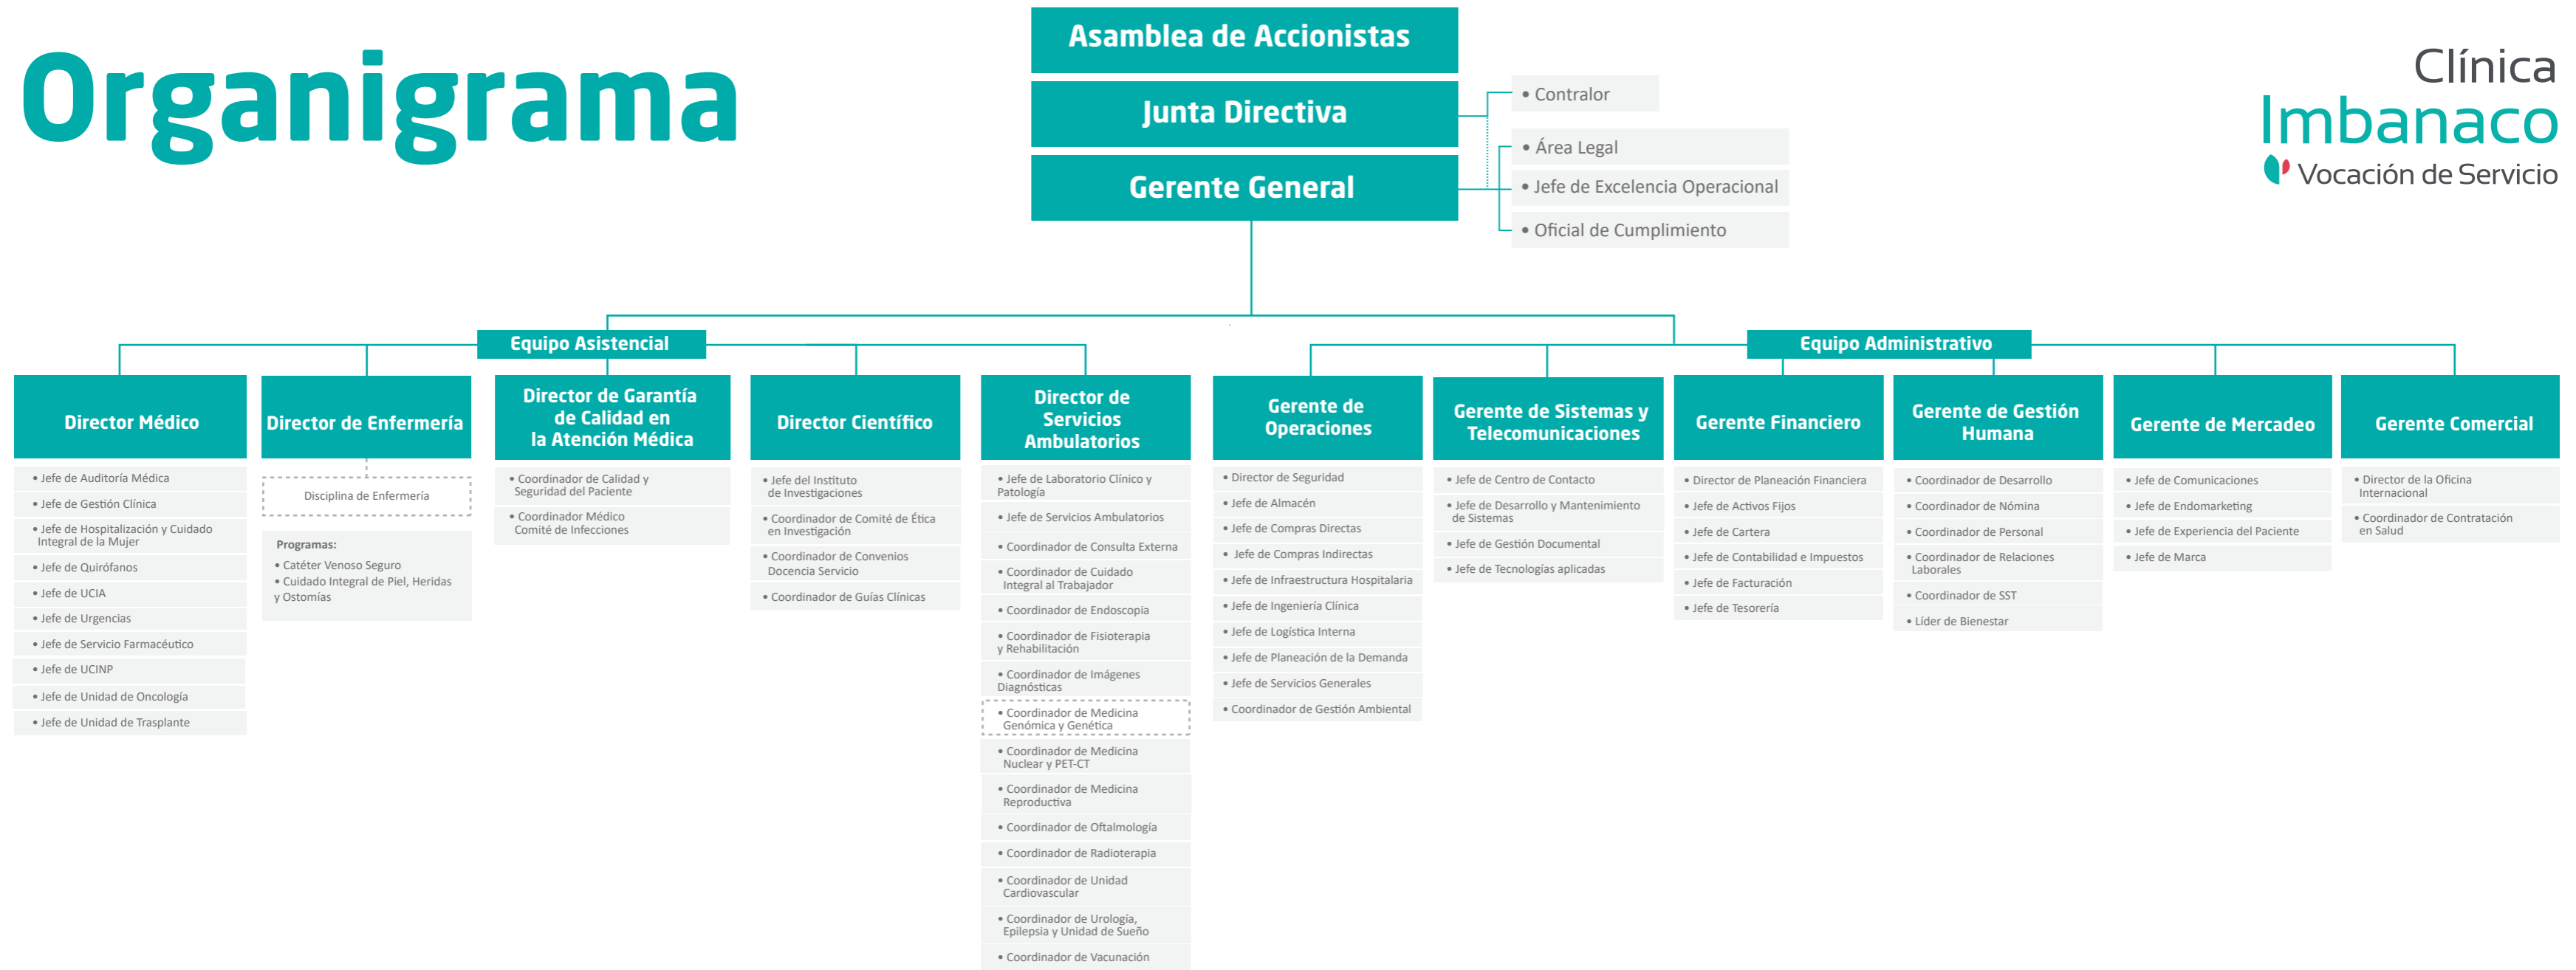 Organigrama
Asamblea de Accionistas
Junta Directiva
Gerente General
• Contralor
• Área Legal
• Jefe de Excelencia Operacional
• Oficial de Cumplimiento
Clínica
Imbanaco
Vocación de Servicio
Equipo Asistencial
Equipo Administrativo
Director Médico
• Jefe de Auditoría Médica
• Jefe de Gestión Clínica
• Jefe de Hospitalización y Cuidado
Integral de la Mujer
• Jefe de Quirófanos
• Jefe de UCIA
• Jefe de Urgencias
• Jefe de Servicio Farmacéutico
• Jefe de UCINP
• Jefe de Unidad de Oncología
• Jefe de Unidad de Trasplante
Director de Enfermería
Disciplina de Enfermería
Programas:
• Catéter Venoso Seguro
• Cuidado Integral de Piel, Heridas
y Ostomías
Director de Garantía
de Calidad en
la Atención Médica
• Coordinador de Calidad y
Seguridad del Paciente
• Coordinador Médico
Comité de Infecciones
Director Científico
• Jefe del Instituto
de Investigaciones
• Coordinador de Comité de Ética
en Investigación
• Coordinador de Convenios
Docencia Servicio
• Coordinador de Guías Clínicas
Director de
Servicios
Ambulatorios
• Jefe de Laboratorio Clínico y
Patología
• Jefe de Servicios Ambulatorios
• Coordinador de Consulta Externa
• Coordinador de Cuidado
Integral al Trabajador
• Coordinador de Endoscopia
• Coordinador de Fisioterapia
y Rehabilitación
• Coordinador de Imágenes
Diagnósticas
• Coordinador de Medicina
Genómica y Genética
• Coordinador de Medicina
Nuclear y PET-CT
• Coordinador de Medicina
Reproductiva
• Coordinador de Oftalmología
• Coordinador de Radioterapia
• Coordinador de Unidad
Cardiovascular
• Coordinador de Urología,
Epilepsia y Unidad de Sueño
• Coordinador de Vacunación
Gerente de
Operaciones
• Director de Seguridad
• Jefe de Almacén
• Jefe de Compras Directas
• Jefe de Compras Indirectas
• Jefe de Infraestructura Hospitalaria
• Jefe de Ingeniería Clínica
• Jefe de Logística Interna
• Jefe de Planeación de la Demanda
• Jefe de Servicios Generales
• Coordinador de Gestión Ambiental
Gerente de Sistemas y
Telecomunicaciones
• Jefe de Centro de Contacto
• Jefe de Desarrollo y Mantenimiento
de Sistemas
• Jefe de Gestión Documental
• Jefe de Tecnologías aplicadas
Gerente Financiero
• Director de Planeación Financiera
• Jefe de Activos Fijos
• Jefe de Cartera
• Jefe de Contabilidad e Impuestos
• Jefe de Facturación
• Jefe de Tesorería
Gerente de Gestión
Humana
• Coordinador de Desarrollo
• Coordinador de Nómina
• Coordinador de Personal
• Coordinador de Relaciones
Laborales
• Coordinador de SST
• Líder de Bienestar
Gerente de Mercadeo
• Jefe de Comunicaciones
• Jefe de Endomarketing
• Jefe de Experiencia del Paciente
• Jefe de Marca
Gerente Comercial
• Director de la Oficina
Internacional
• Coordinador de Contratación
en Salud